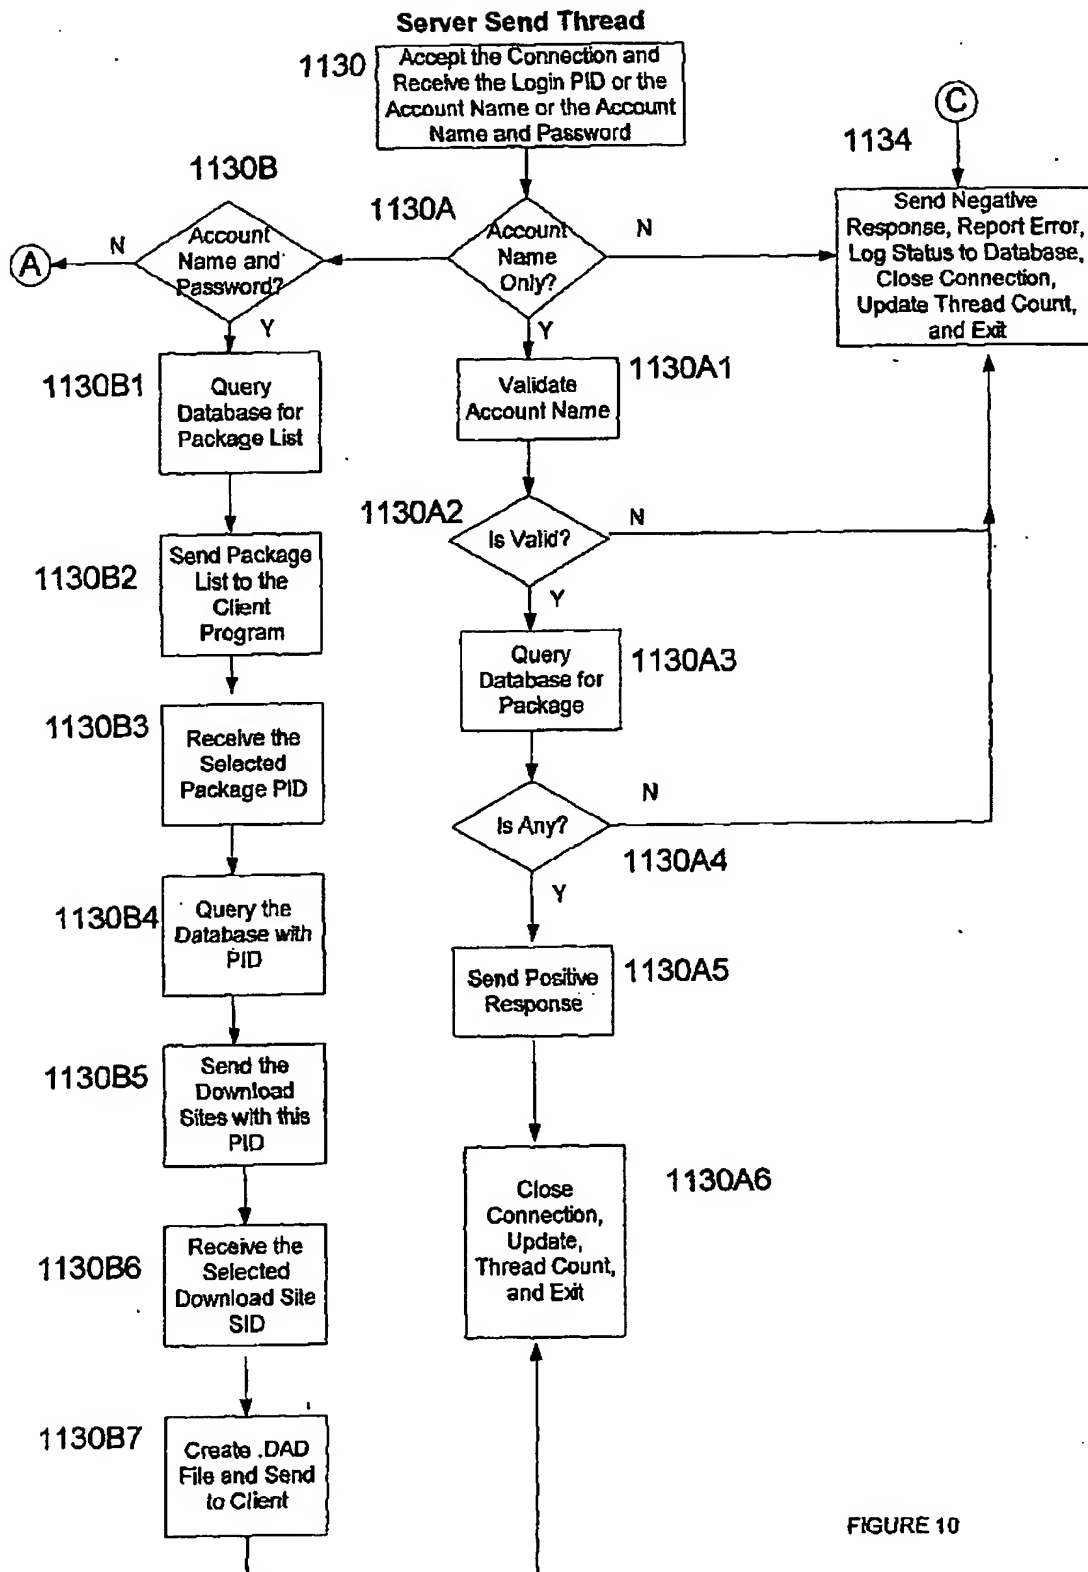 Server Send Thread
1130
Accept the Connection and
Receive the Login PID or the
Account Name or the Account
Name and Password
C
1134
Send Negative
Response, Report Error,
Log Status to Database,
Close Connection,
Update Thread Count,
and Exit
1130B
1130A
Account
Name
Only?
N
Y
Account
Name and
Password?
N
A
Y
1130B1
Query
Database for
Package List
1130A1
Validate
Account Name
1130A2
Is Valid?
N
Y
1130B2
Send Package
List to the
Client
Program
1130A3
Query
Database for
Package
1130B3
Receive the
Selected
Package PID
Is Any?
N
1130A4
Y
1130B4
Query the
Database with
PID
1130A5
Send Positive
Response
1130B5
Send the
Download
Sites with this
PID
1130A6
Close
Connection,
Update,
Thread Count,
and Exit
1130B6
Receive the
Selected
Download Site
SID
1130B7
Create .DAD
File and Send
to Client
FIGURE 10